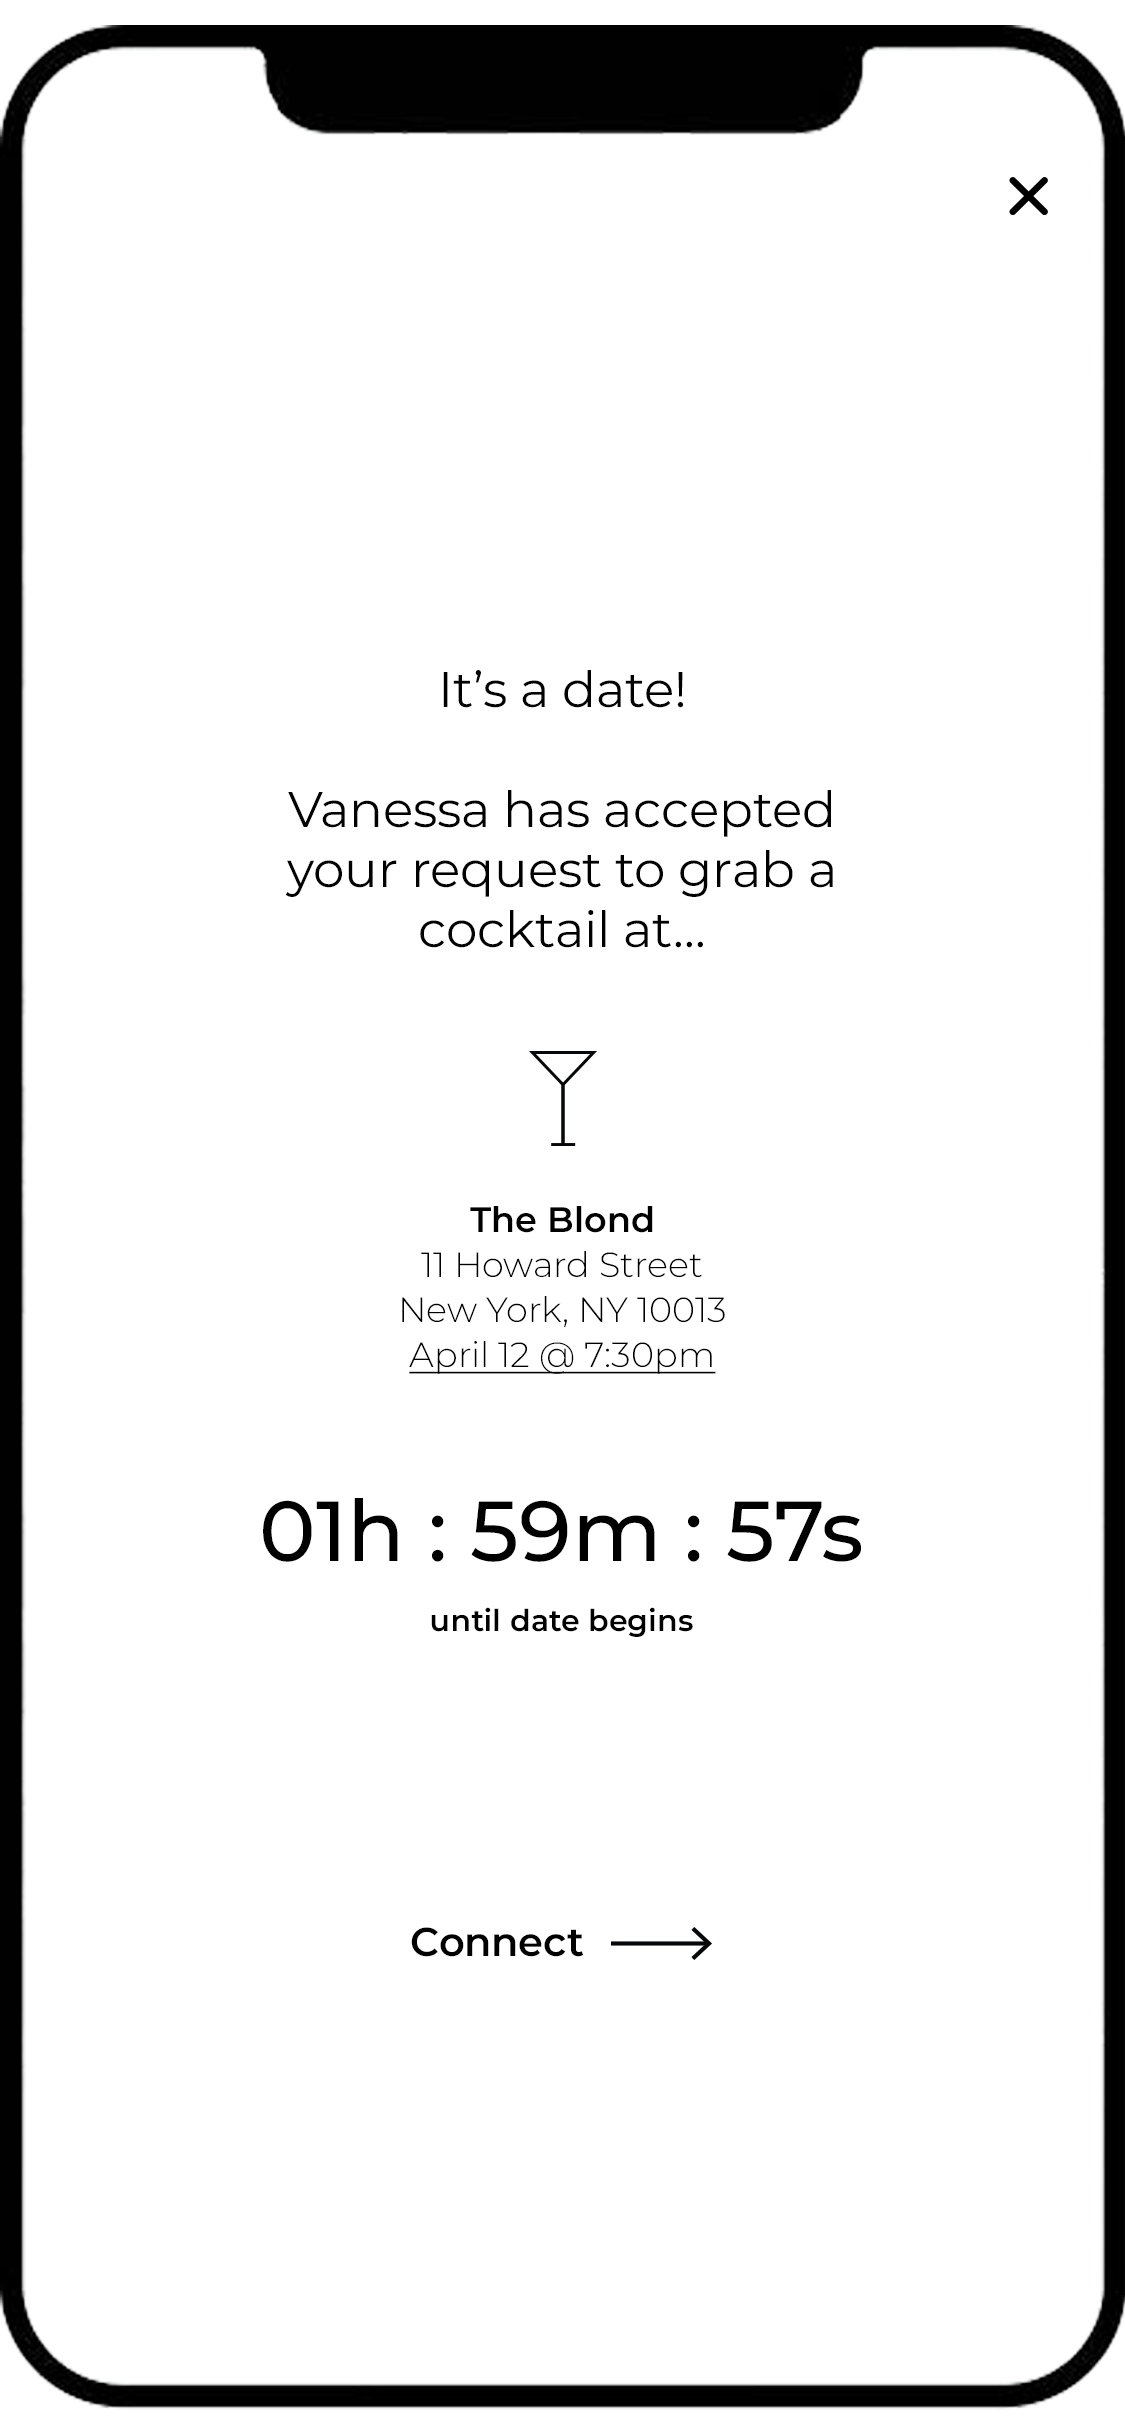 It’s a date!
Vanessa has accepted
your request to grab a
cocktail at...
The Blond
11 Howard Street
New York, NY 10013
April 12 @ 7:30pm
01h : 59m : 57s
until date begins
Connect